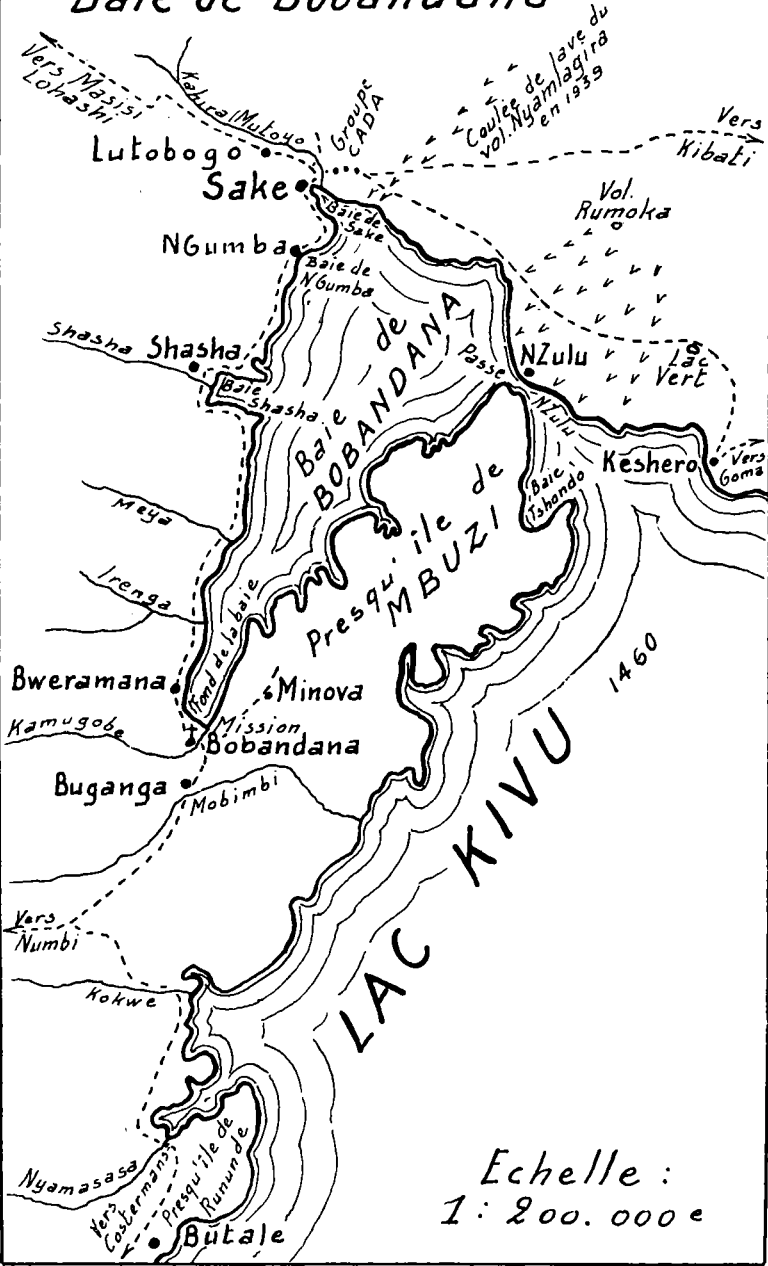 Baie de Bobandana
Vers Masisi
Lohashi
Kahira/Mutoyo
Groupe
CADA
Coulée de lave du
vol. Nyamlagira
en 1939
Vers
Kibati
Lutobogo
Sake
Baie de
Sake
Vol.
Rumoka
NGumba
Baie de
NGumba
Shasha
Shasha
Baie
Shasha
Baie de
BOBANDANA
Passe
NZulu
NZulu
Lac
Vert
Keshero
Vers
Goma
Baie
Tshondo
Presqu'ile de
MBUZI
Meya
Irenga
Fond de la baie
Bweramana
Minova
Kamugobe
Mission
Bobandana
Buganga
Mobimbi
1460
LAC KIVU
Vers
Numbi
Kokwe
Nyamasasa
Vers
Costermans
Presqu'ile de
Rununde
Butale
Echelle :
1 : 200.000e